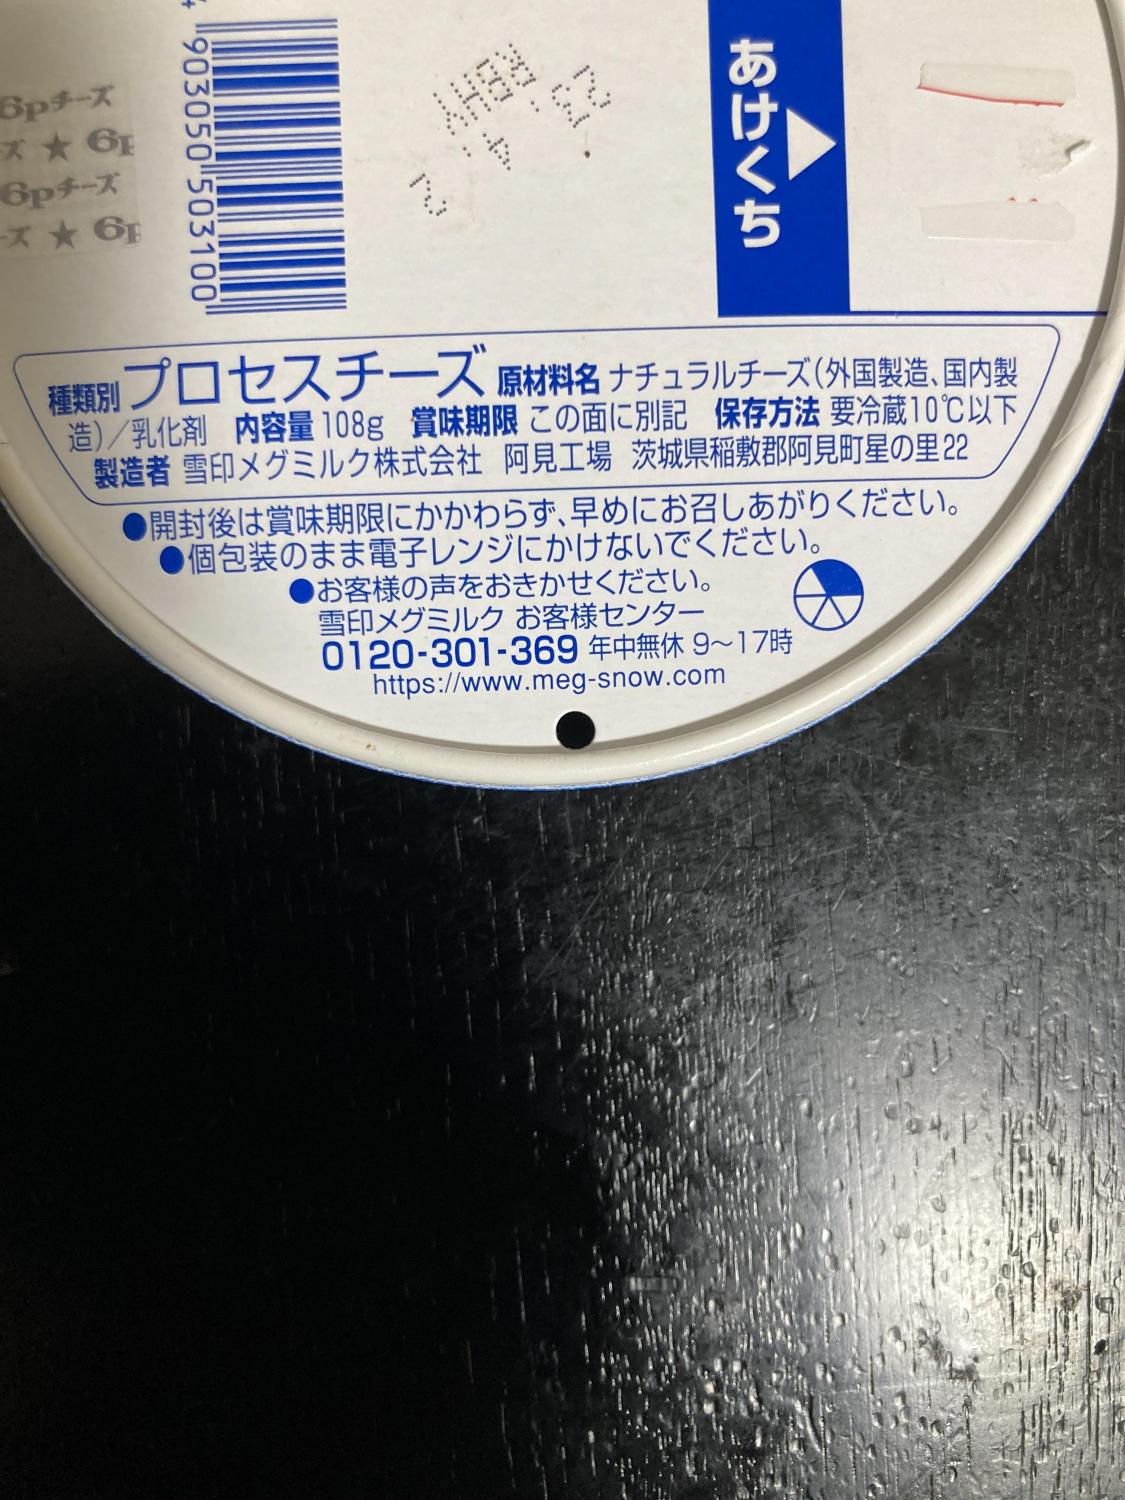 6pチーズ
ズ ★ 6p
6pチーズ
ーズ ★ 6p
4 903050 503100
23. 4. 2
あけくち
種類別 プロセスチーズ 原材料名 ナチュラルチーズ(外国製造、国内製
造)/乳化剤 内容量 108g 賞味期限 この面に別記 保存方法 要冷蔵10℃以下
製造者 雪印メグミルク株式会社 阿見工場 茨城県稲敷郡阿見町星の里22
●開封後は賞味期限にかかわらず、早めにお召しあがりください。
●個包装のまま電子レンジにかけないでください。
●お客様の声をおきかせください。
雪印メグミルク お客様センター
0120-301-369 年中無休 9〜17時
https://www.meg-snow.com